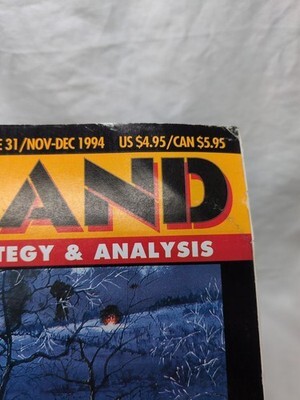 E 31/NOV-DEC 1994 US $4.95/CAN $5.95
AND
TEGY & ANALYSIS